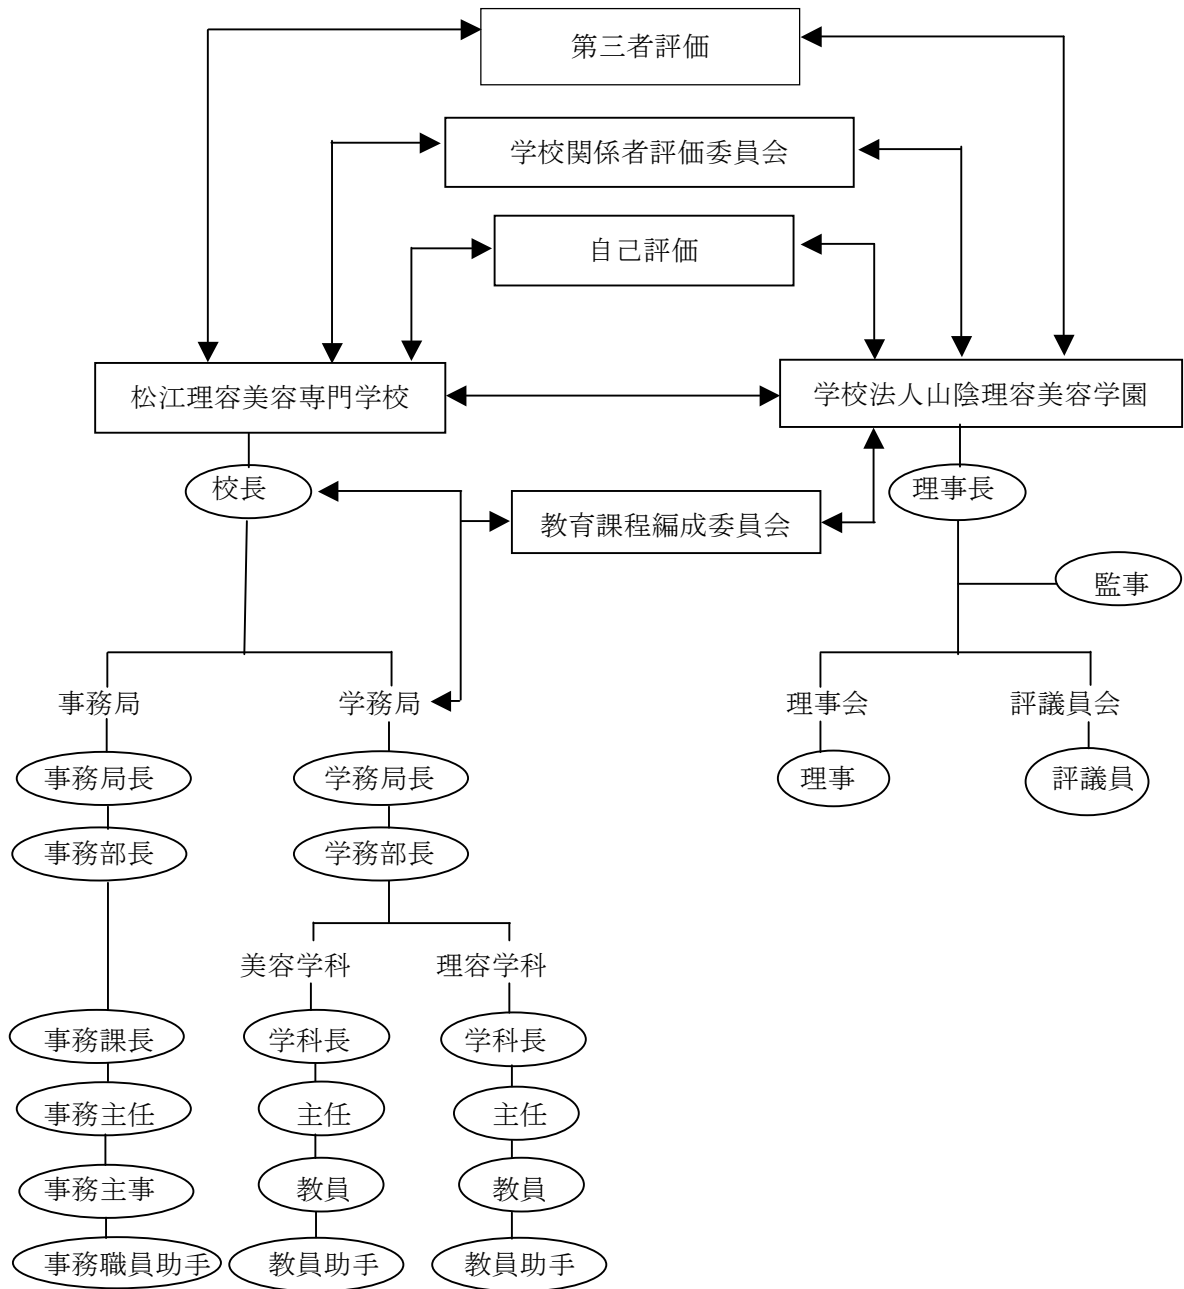 第三者評価
学校関係者評価委員会
自己評価
松江理容美容専門学校
学校法人山陰理容美容学園
校長
理事長
教育課程編成委員会
監事
事務局
学務局
理事会
評議員会
事務局長
学務局長
理事
評議員
事務部長
学務部長
美容学科
理容学科
事務課長
学科長
学科長
事務主任
主任
主任
事務主事
教員
教員
事務職員助手
教員助手
教員助手